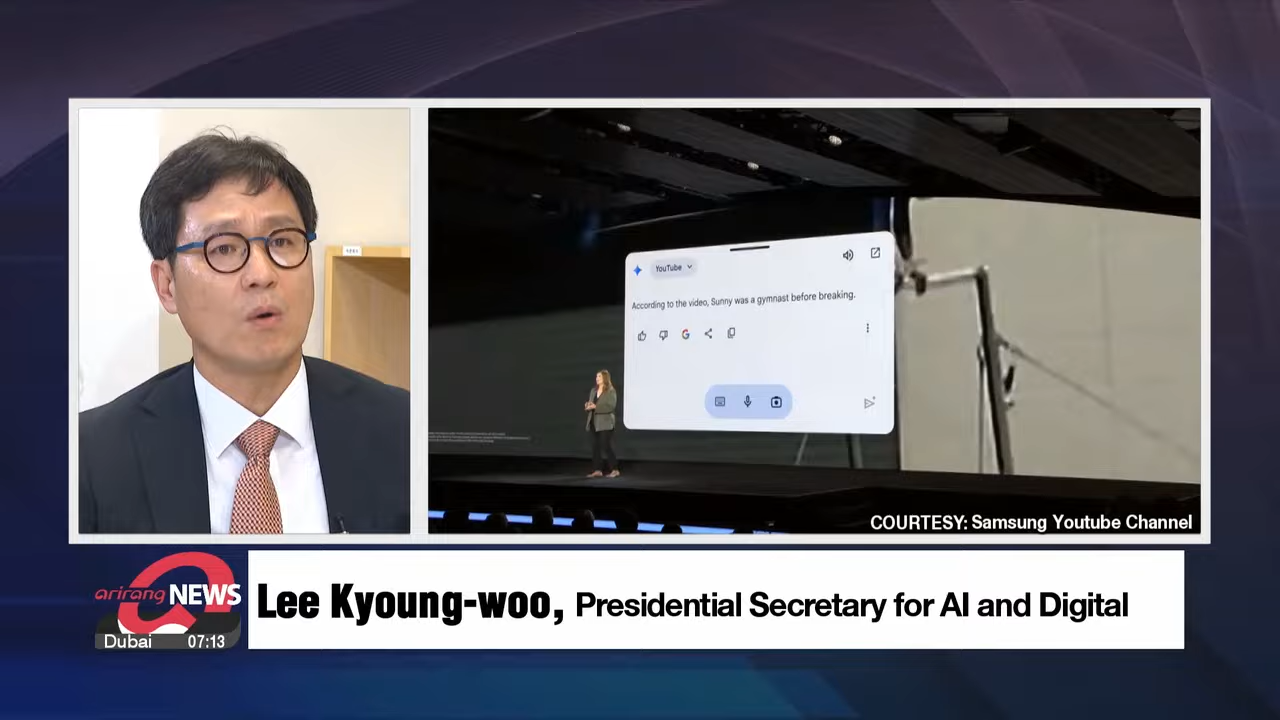 YouTube
According to the video, Sunny was a gymnast before breaking.
COURTESY: Samsung Youtube Channel
arirang NEWS
Dubai 07:13
Lee Kyoung-woo, Presidential Secretary for AI and Digital